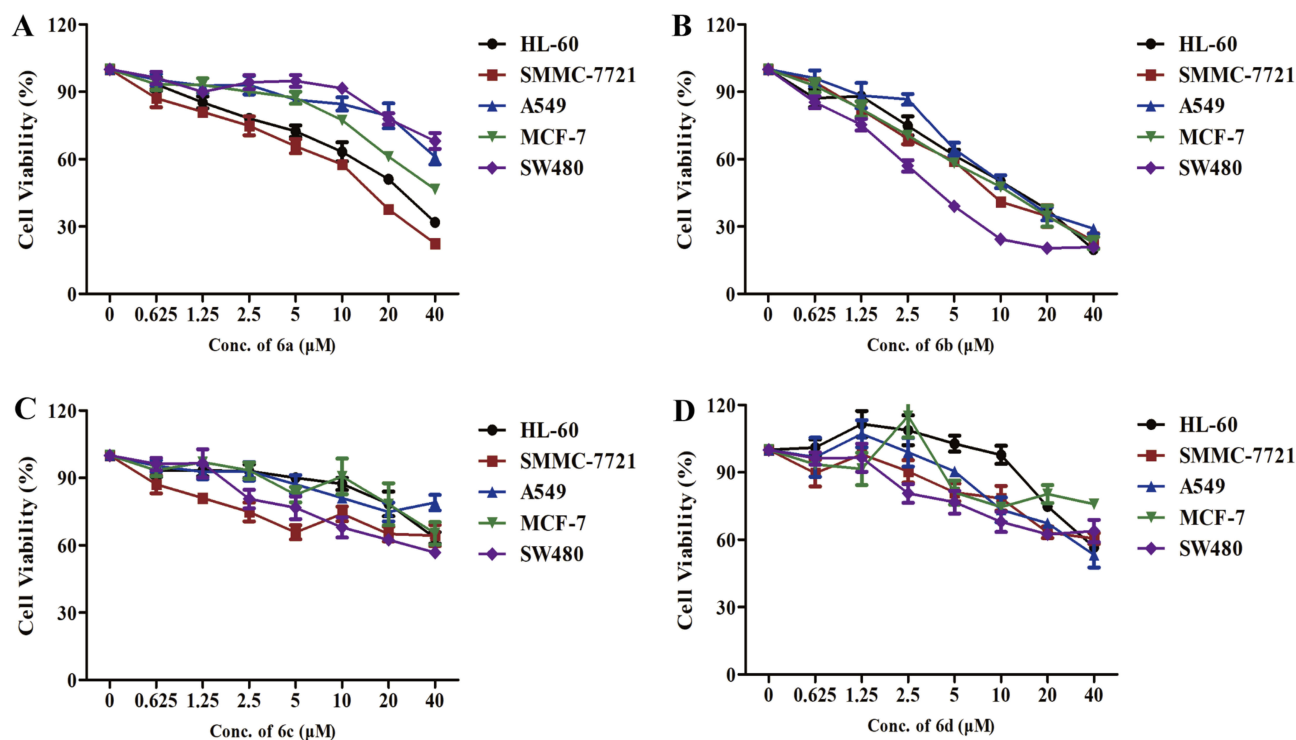 A
Cell Viability (%)
120
90
60
30
0
0 0.625 1.25 2.5 5 10 20 40
Conc. of 6a (μM)
HL-60
SMMC-7721
A549
MCF-7
SW480
B
Cell Viability (%)
120
90
60
30
0
0 0.625 1.25 2.5 5 10 20 40
Conc. of 6b (μM)
HL-60
SMMC-7721
A549
MCF-7
SW480
C
Cell Viability (%)
120
90
60
30
0
0 0.625 1.25 2.5 5 10 20 40
Conc. of 6c (μM)
HL-60
SMMC-7721
A549
MCF-7
SW480
D
Cell Viability (%)
120
90
60
30
0
0 0.625 1.25 2.5 5 10 20 40
Conc. of 6d (μM)
HL-60
SMMC-7721
A549
MCF-7
SW480